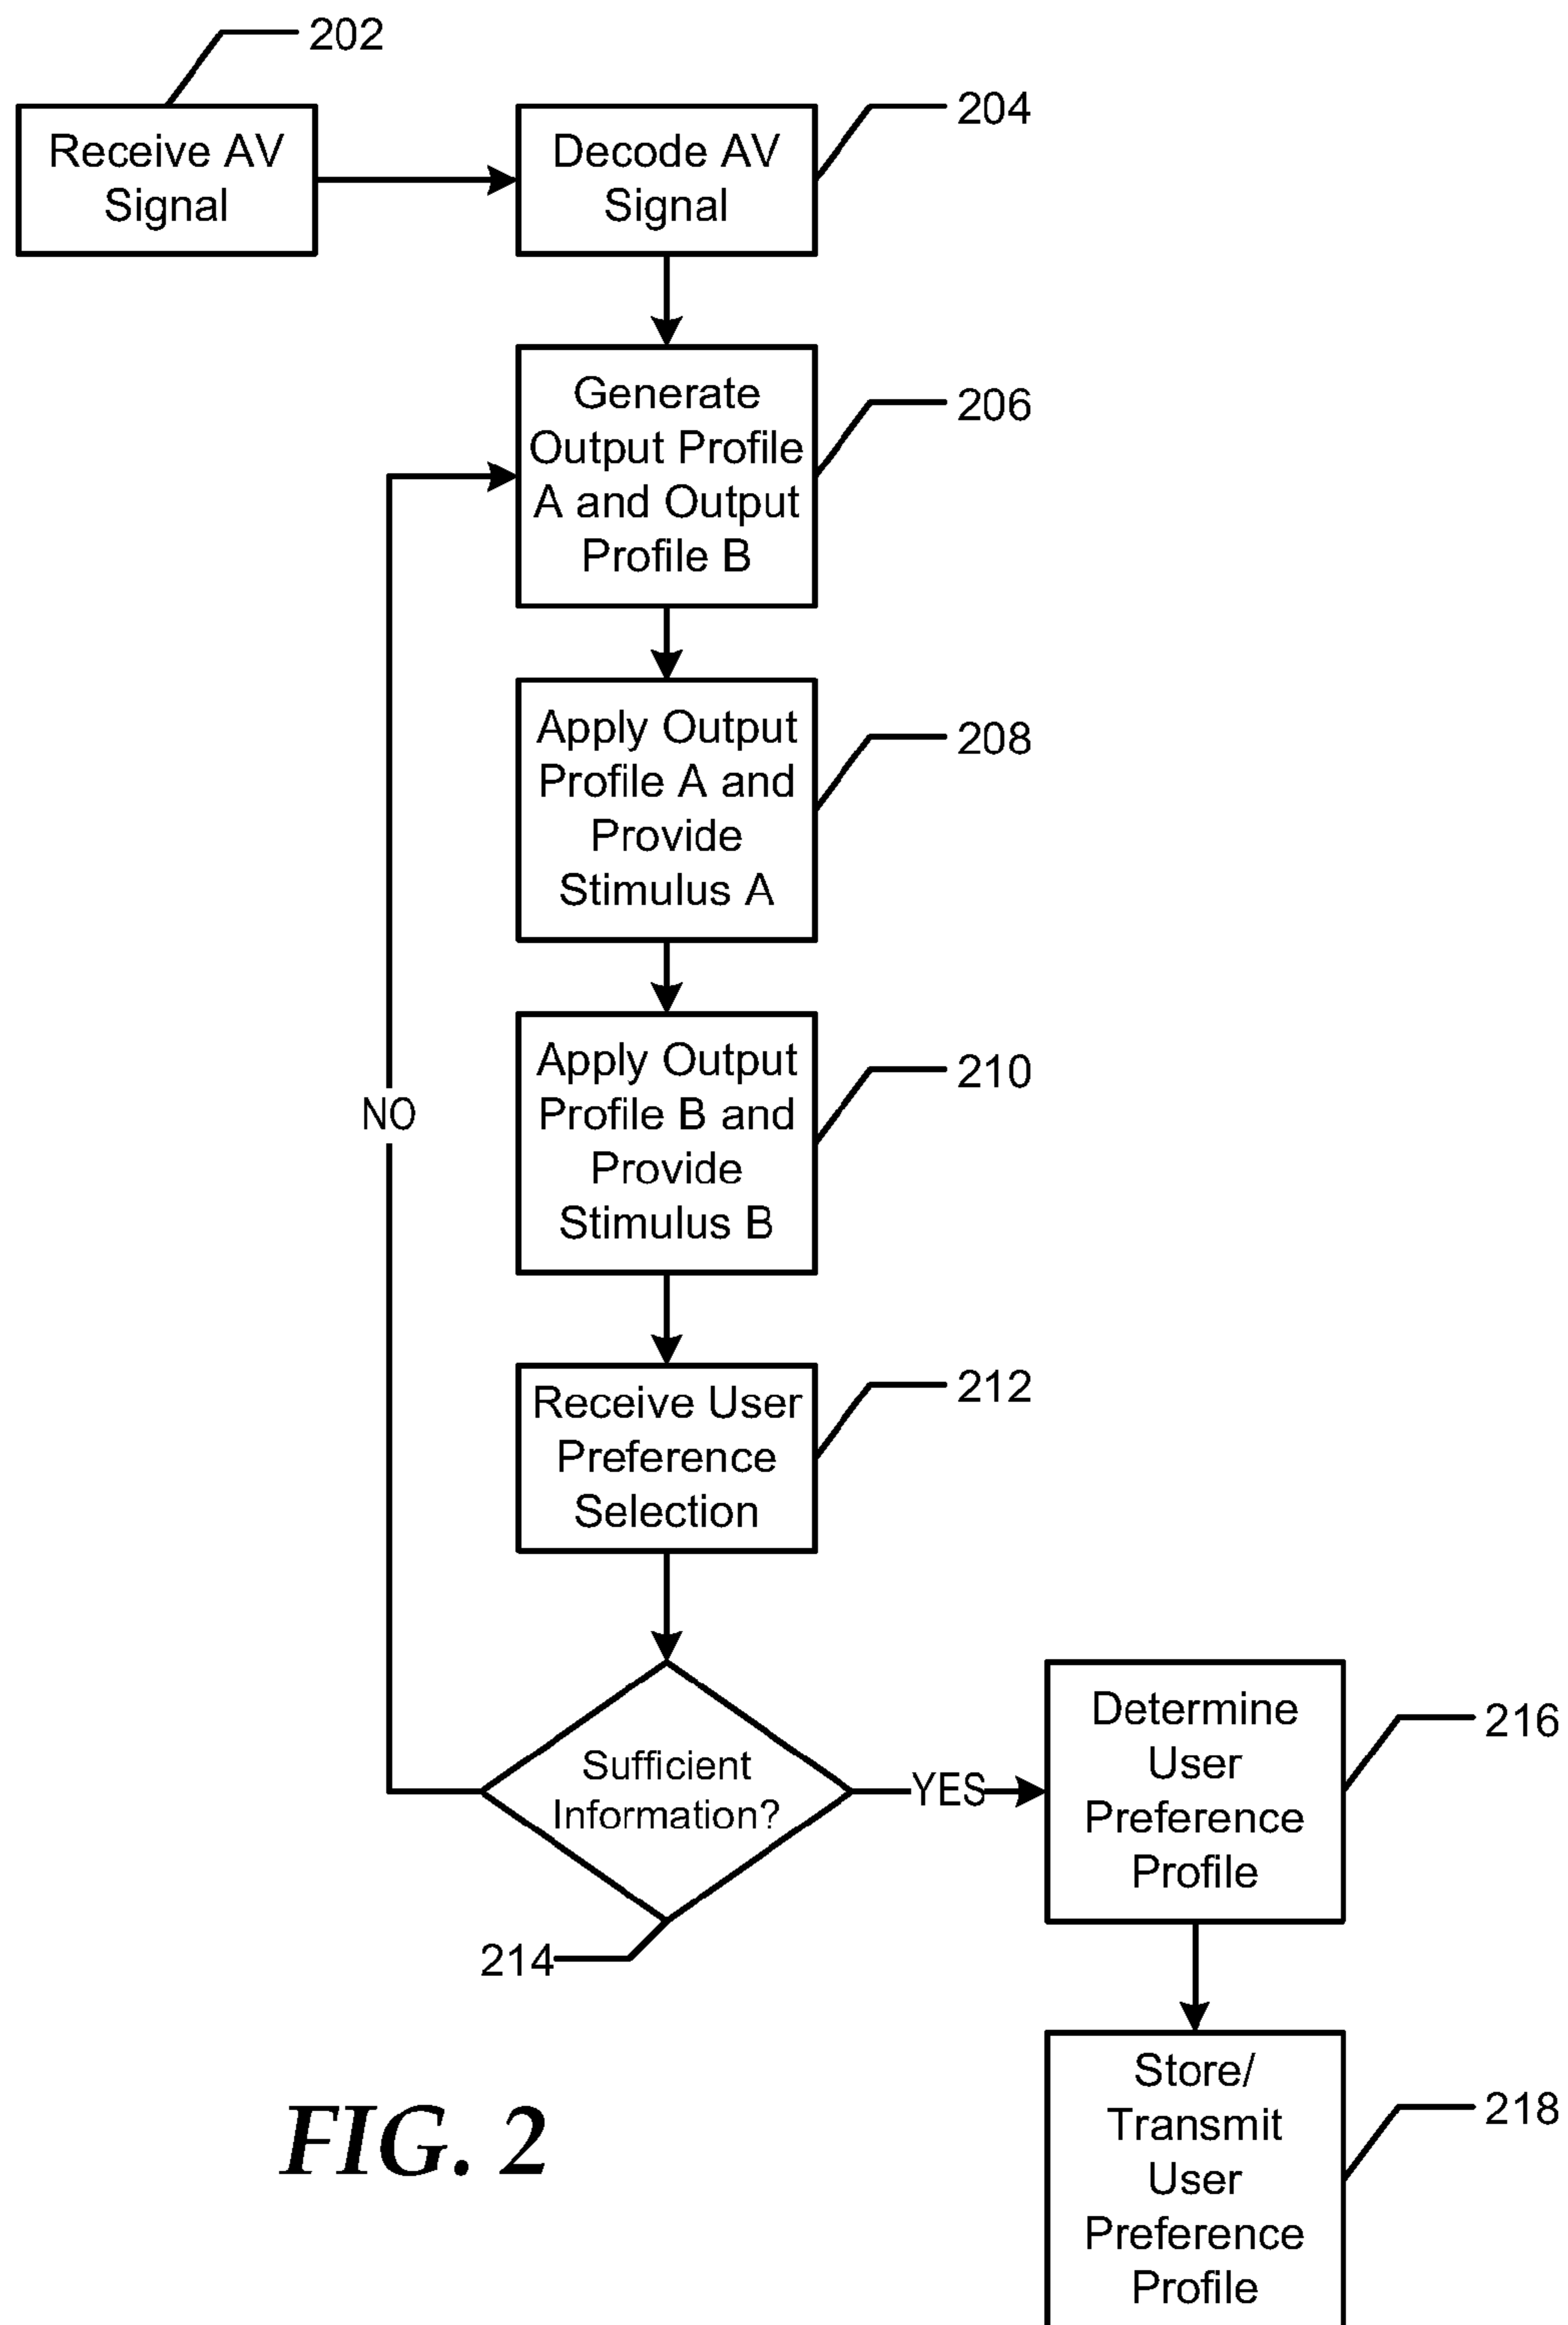 202
Receive AV
Signal
204
Decode AV
Signal
206
Generate
Output Profile
A and Output
Profile B
208
Apply Output
Profile A and
Provide
Stimulus A
210
Apply Output
Profile B and
Provide
Stimulus B
NO
212
Receive User
Preference
Selection
214
Sufficient
Information?
YES
216
Determine
User
Preference
Profile
218
Store/
Transmit
User
Preference
Profile
FIG. 2